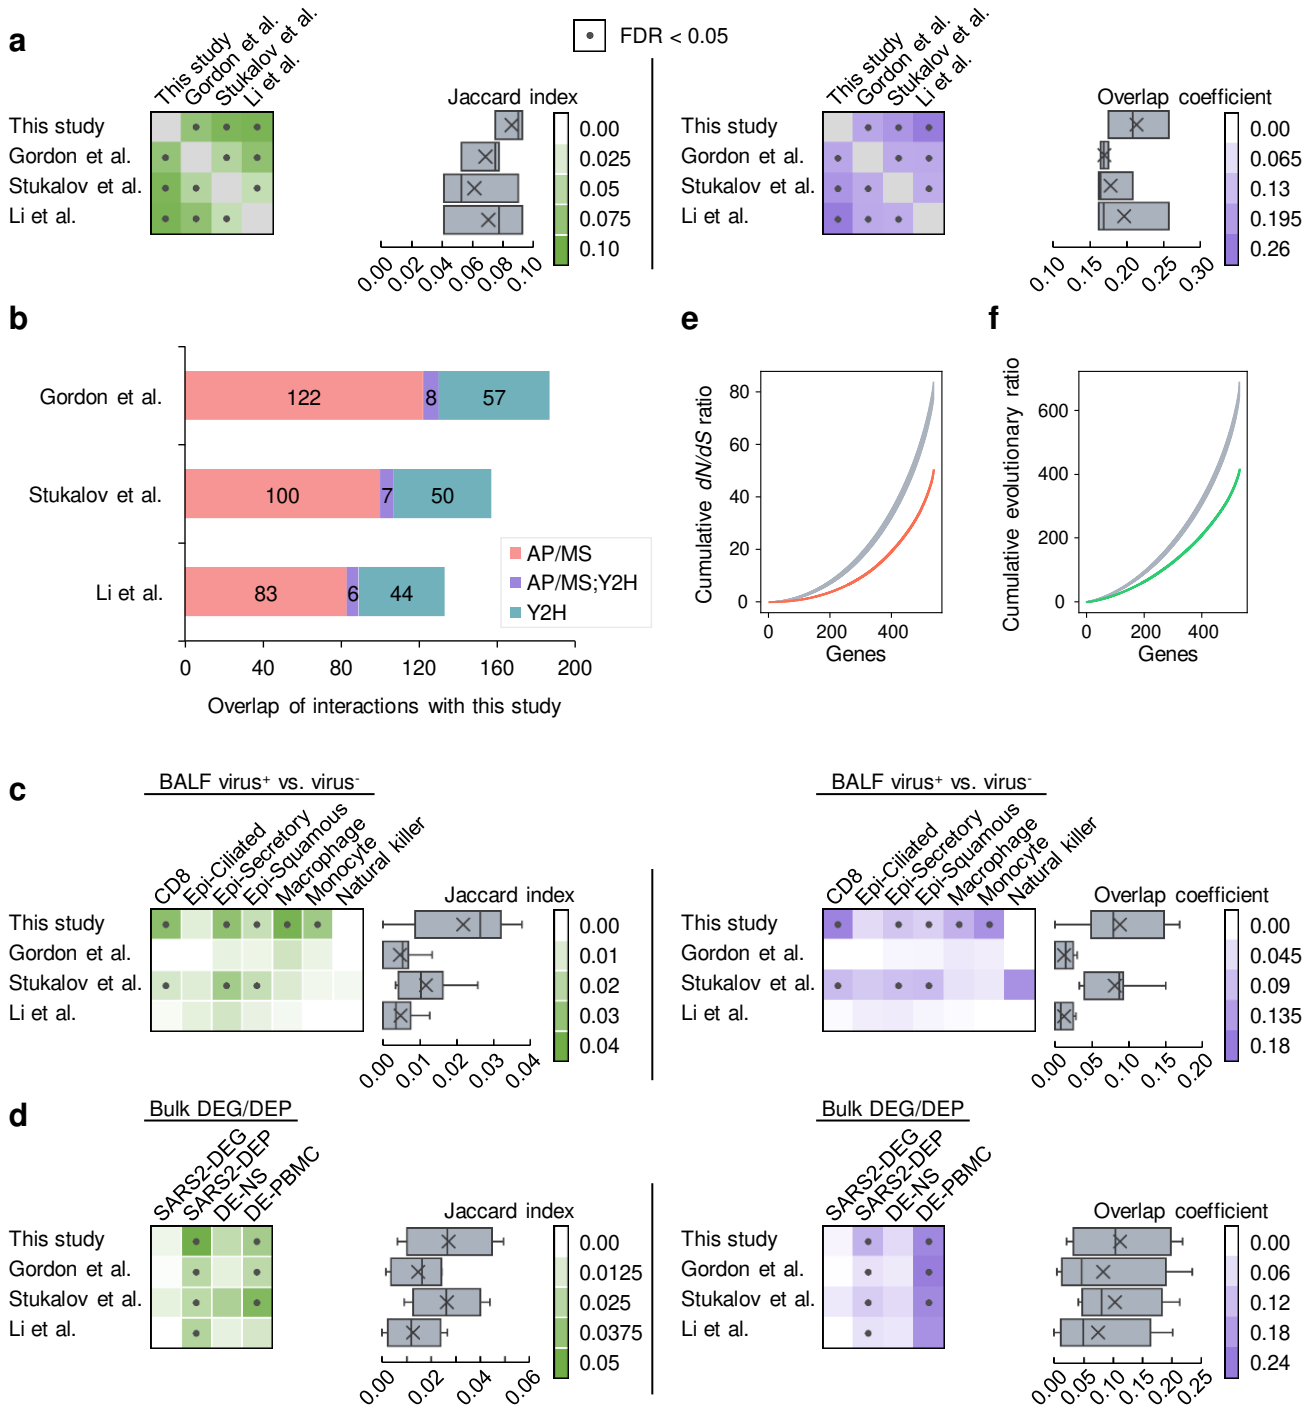 a
FDR < 0.05
This study
Gordon et al.
Stukalov et al.
Li et al.
Jaccard index
This study
Gordon et al.
Stukalov et al.
Li et al.
0.00
0.025
0.05
0.075
0.10
0.00 0.02 0.04 0.06 0.08 0.10
This study
Gordon et al.
Stukalov et al.
Li et al.
Overlap coefficient
This study
Gordon et al.
Stukalov et al.
Li et al.
0.00
0.065
0.13
0.195
0.26
0.10 0.15 0.20 0.25 0.30
b
Gordon et al.
122 8 57
Stukalov et al.
100 7 50
Li et al.
83 6 44
AP/MS
AP/MS;Y2H
Y2H
0 40 80 120 160 200
Overlap of interactions with this study
e
Cumulative dN/dS ratio
80
60
40
20
0
0 200 400
Genes
f
Cumulative evolutionary ratio
600
400
200
0
0 200 400
Genes
c
BALF virus⁺ vs. virus⁻
CD8
Epi-Ciliated
Epi-Secretory
Epi-Squamous
Macrophage
Monocyte
Natural killer
Jaccard index
This study
Gordon et al.
Stukalov et al.
Li et al.
0.00
0.01
0.02
0.03
0.04
0.00 0.01 0.02 0.03 0.04
BALF virus⁺ vs. virus⁻
CD8
Epi-Ciliated
Epi-Secretory
Epi-Squamous
Macrophage
Monocyte
Natural killer
Overlap coefficient
This study
Gordon et al.
Stukalov et al.
Li et al.
0.00
0.045
0.09
0.135
0.18
0.00 0.05 0.10 0.15 0.20
d
Bulk DEG/DEP
SARS2-DEG
SARS2-DEP
DE-NS
DE-PBMC
Jaccard index
This study
Gordon et al.
Stukalov et al.
Li et al.
0.00
0.0125
0.025
0.0375
0.05
0.00 0.02 0.04 0.06
Bulk DEG/DEP
SARS2-DEG
SARS2-DEP
DE-NS
DE-PBMC
Overlap coefficient
This study
Gordon et al.
Stukalov et al.
Li et al.
0.00
0.06
0.12
0.18
0.24
0.00 0.05 0.10 0.15 0.20 0.25